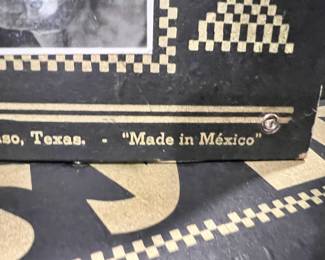 aso, Texas. - "Made in México"